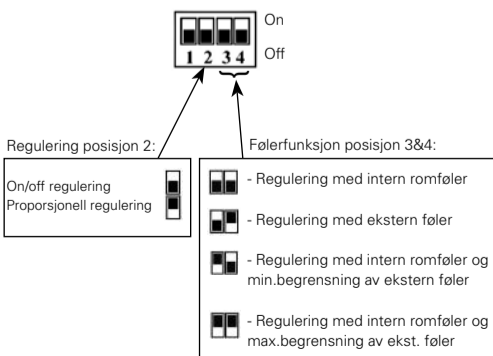 On
Off
1 2 3 4
Regulering posisjon 2:
On/off regulering
Proporsjonell regulering
Følerfunksjon posisjon 3&4:
- Regulering med intern romføler
- Regulering med ekstern føler
- Regulering med intern romføler og
min.begrensning av ekstern føler
- Regulering med intern romføler og
max.begrensning av ekst. føler